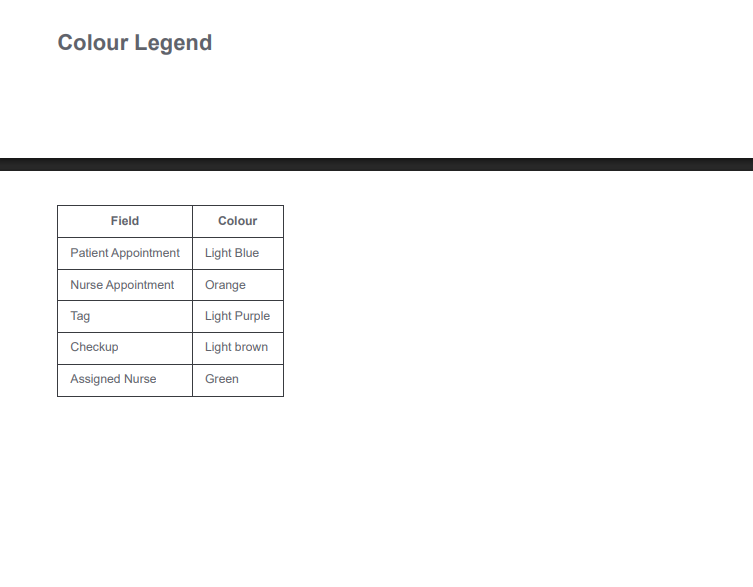 Colour Legend
Field Colour
Patient Appointment Light Blue
Nurse Appointment Orange
Tag Light Purple
Checkup Light brown
Assigned Nurse Green